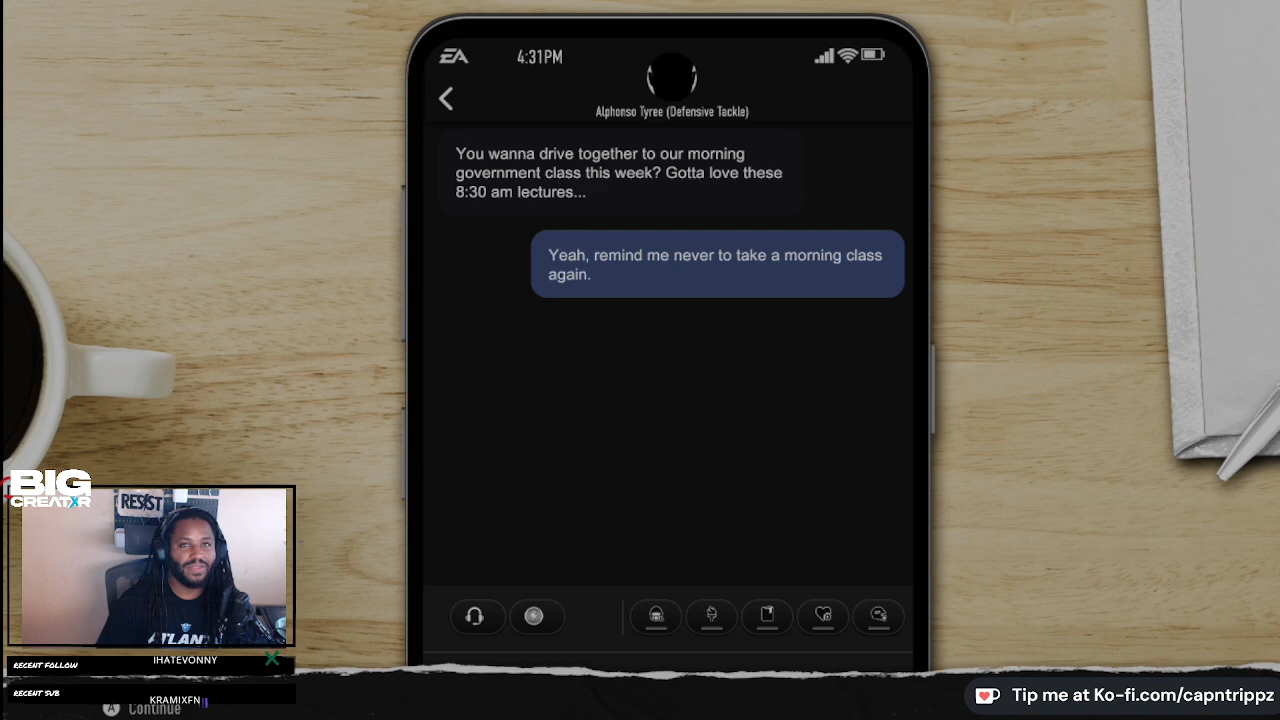 EA
4:31PM
Alphonso Tyree (Defensive Tackle)
You wanna drive together to our morning
government class this week? Gotta love these
8:30 am lectures...
Yeah, remind me never to take a morning class
again.
BIG
CREATXR
RESIST
ATLANT
RECENT FOLLOW
IHATEVONNY
RECENT SUB
KRAMIXFN
A Continue
Tip me at Ko-fi.com/capntrippz